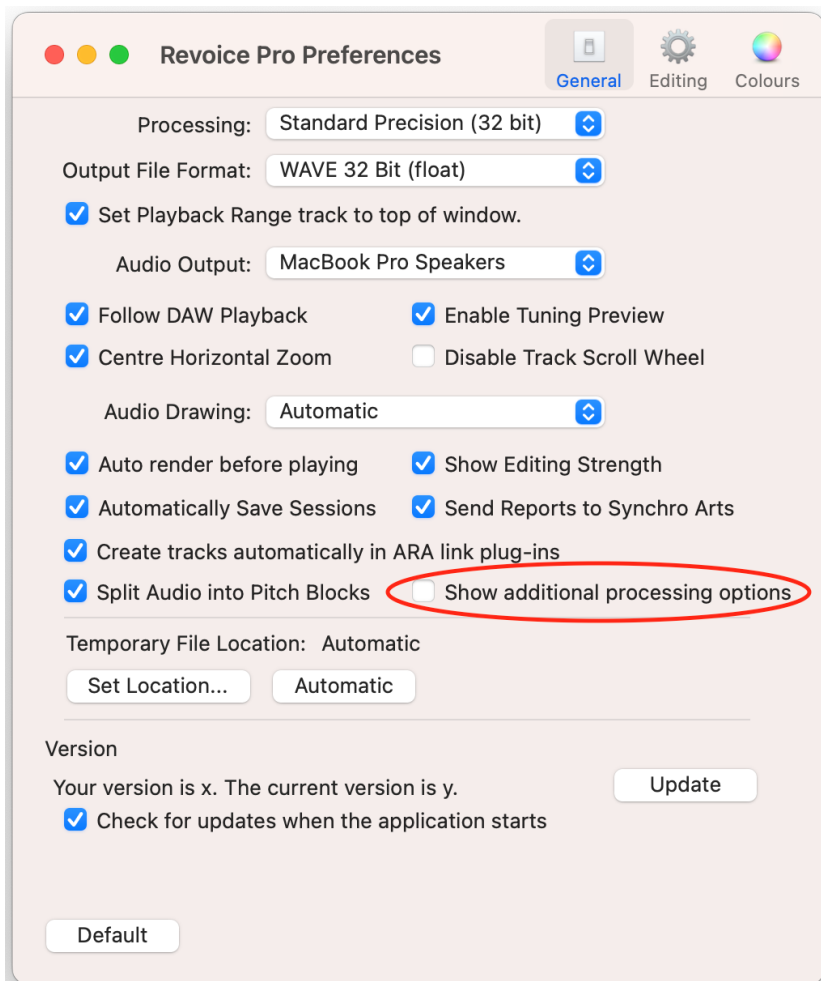 Revoice Pro Preferences
General Editing Colours
Processing: Standard Precision (32 bit)
Output File Format: WAVE 32 Bit (float)
Set Playback Range track to top of window.
Audio Output: MacBook Pro Speakers
Follow DAW Playback Enable Tuning Preview
Centre Horizontal Zoom Disable Track Scroll Wheel
Audio Drawing: Automatic
Auto render before playing Show Editing Strength
Automatically Save Sessions Send Reports to Synchro Arts
Create tracks automatically in ARA link plug-ins
Split Audio into Pitch Blocks Show additional processing options
Temporary File Location: Automatic
Set Location... Automatic
Version
Your version is x. The current version is y. Update
Check for updates when the application starts
Default